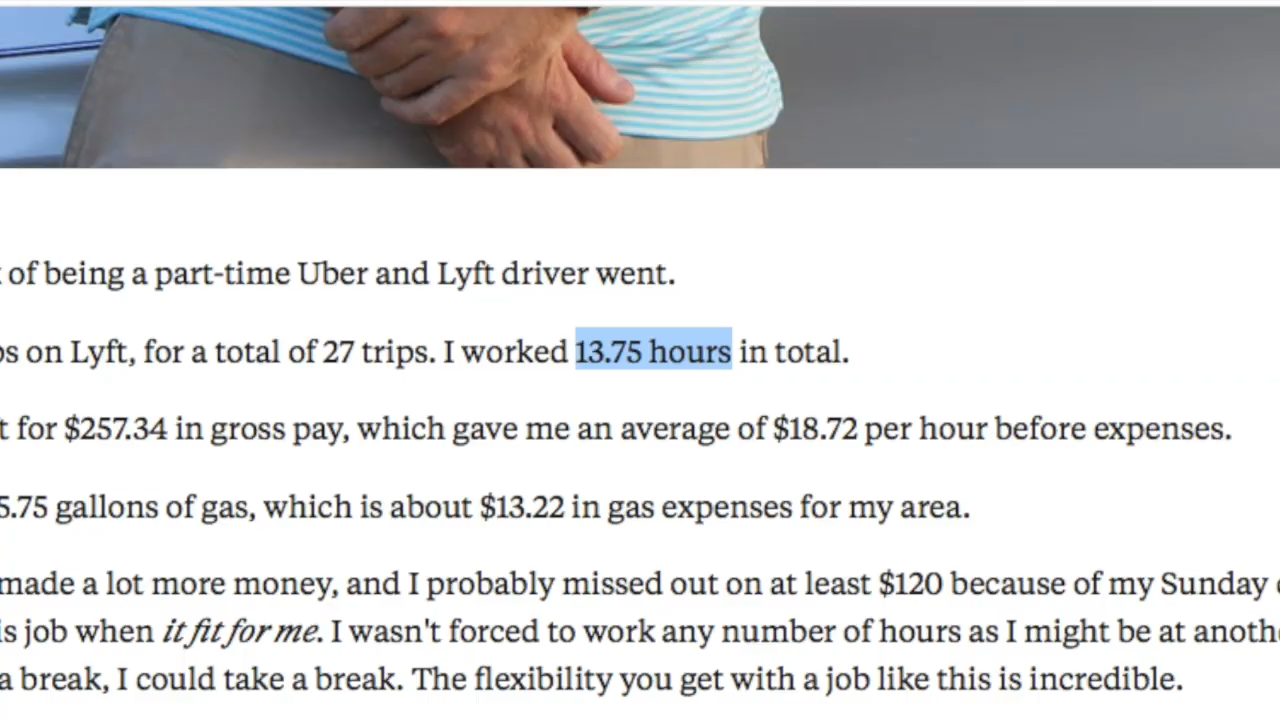 of being a part-time Uber and Lyft driver went.
on Lyft, for a total of 27 trips. I worked 13.75 hours in total.
for $257.34 in gross pay, which gave me an average of $18.72 per hour before expenses.
5.75 gallons of gas, which is about $13.22 in gas expenses for my area.
made a lot more money, and I probably missed out on at least $120 because of my Sunday
job when it fit for me. I wasn't forced to work any number of hours as I might be at
a break, I could take a break. The flexibility you get with a job like this is incredible.